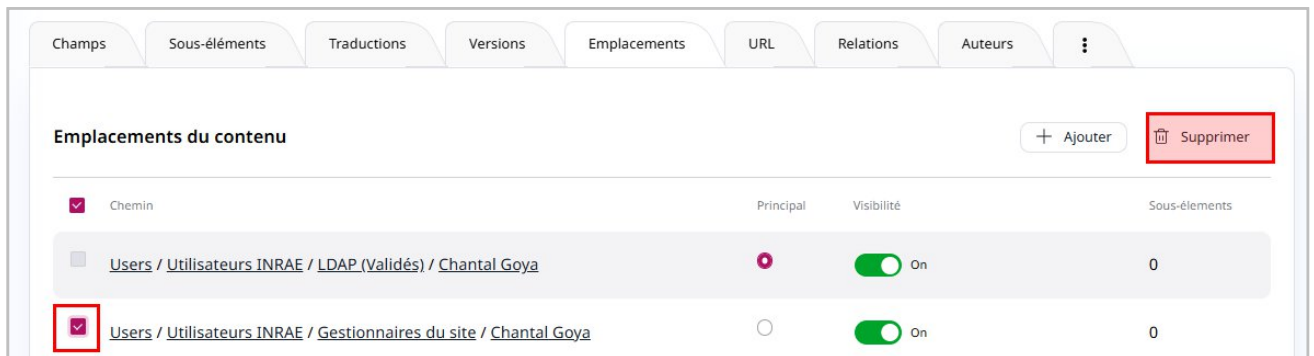 Champs Sous-éléments Traductions Versions Emplacements URL Relations Auteurs
Emplacements du contenu + Ajouter Supprimer
Chemin Principal Visibilité Sous-élements
Users / Utilisateurs INRAE / LDAP (Validés) / Chantal Goya On 0
Users / Utilisateurs INRAE / Gestionnaires du site / Chantal Goya On 0